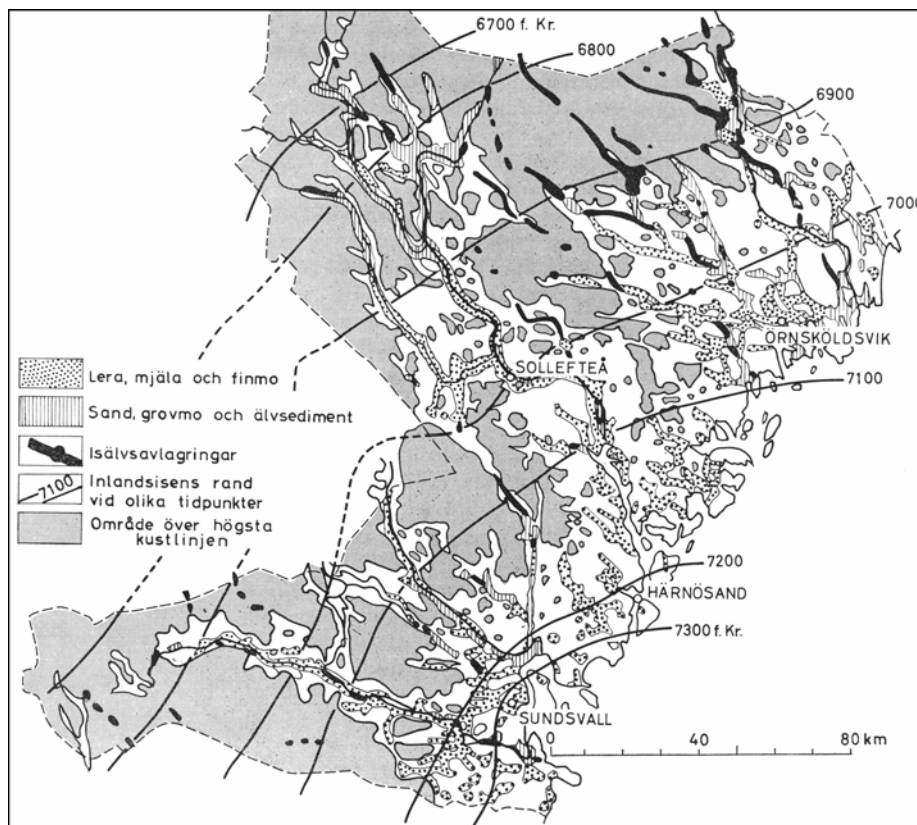 6700 f. Kr.
6800
6900
7000
ÖRNSKÖLDSVIK
SOLLEFTEÅ
7100
Lera, mjäla och finmo
Sand, grovmo och älvsediment
Isälvsavlagringar
7100
Inlandsisens rand
vid olika tidpunkter
Område över högsta
kustlinjen
7200
HÄRNÖSAND
7300 f. Kr.
SUNDSVALL
0 40 80 km